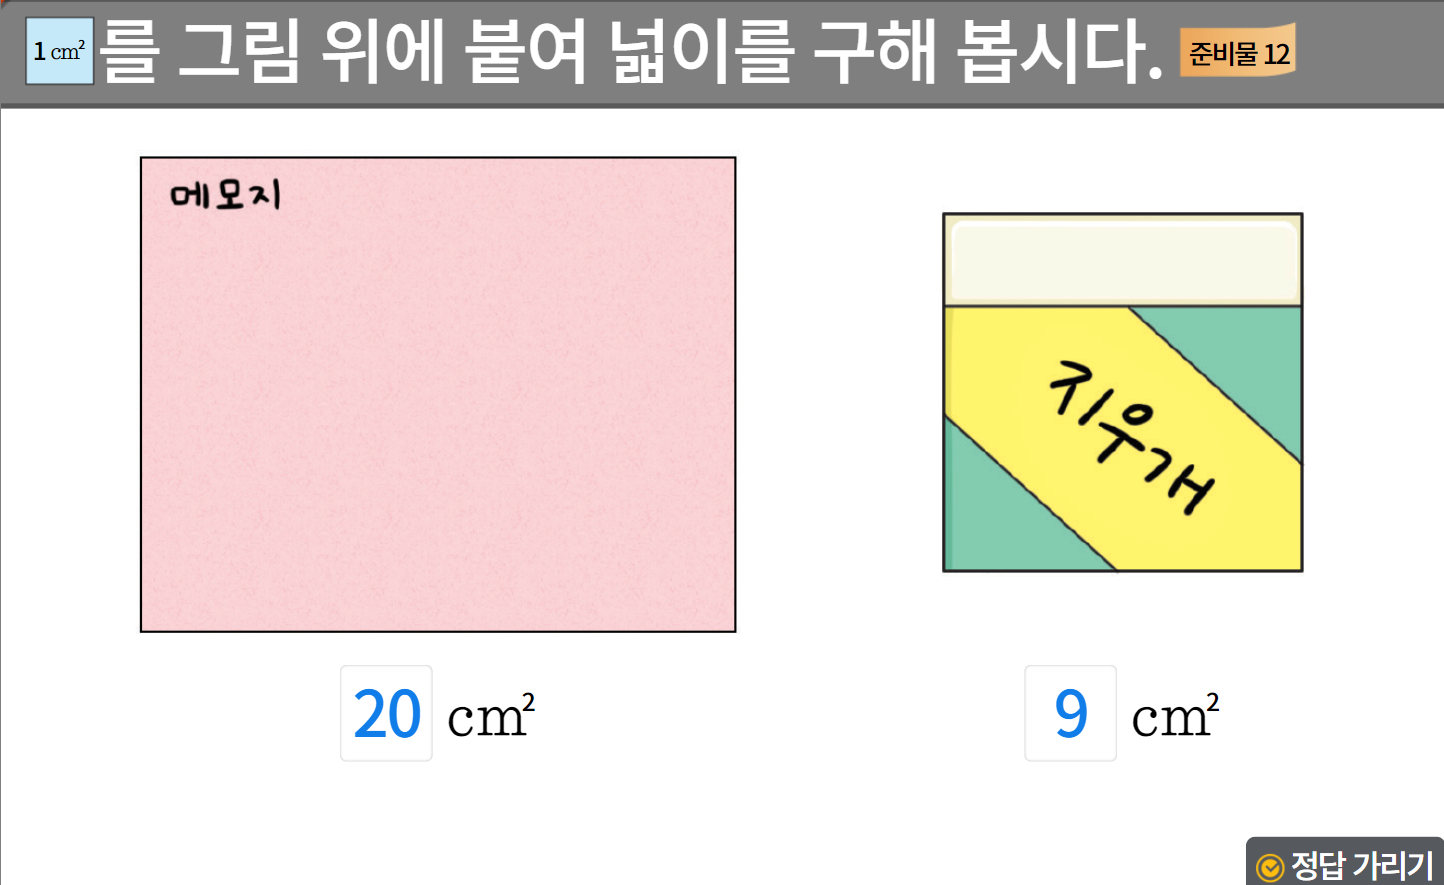 1 cm² 를 그림 위에 붙여 넓이를 구해 봅시다. 준비물 12
메모지
지우개
20 cm²
9 cm²
정답 가리기